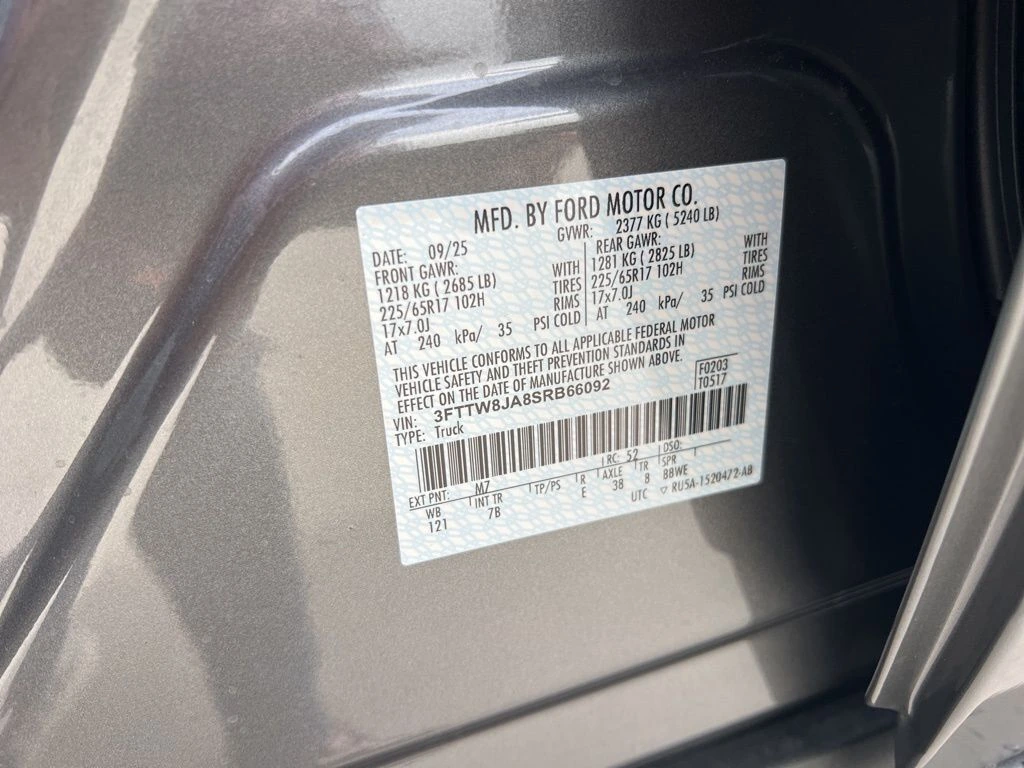 MFD. BY FORD MOTOR CO.
DATE: 09/25 GVWR: 2377 KG ( 5240 LB)
FRONT GAWR: REAR GAWR:
1218 KG ( 2685 LB) WITH 1281 KG ( 2825 LB) WITH
225/65R17 102H TIRES 225/65R17 102H TIRES
17x7.0J RIMS 17x7.0J RIMS
AT 240 kPa/ 35 PSI COLD AT 240 kPa/ 35 PSI COLD
THIS VEHICLE CONFORMS TO ALL APPLICABLE FEDERAL MOTOR
VEHICLE SAFETY AND THEFT PREVENTION STANDARDS IN
EFFECT ON THE DATE OF MANUFACTURE SHOWN ABOVE.
VIN: 3FTTW8JA8SRB66092 F0203
TYPE: Truck T0517
EXT PNT: M7 RC: 52 DSO:
WB INT TR TP/PS R AXLE TR SPR
121 7B E 38 8 BBWE
UTC ▽ RU5A-1520472-AB